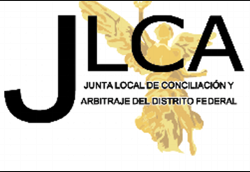 JLCA
JUNTA LOCAL DE CONCILIACIÓN Y
ARBITRAJE DEL DISTRITO FEDERAL